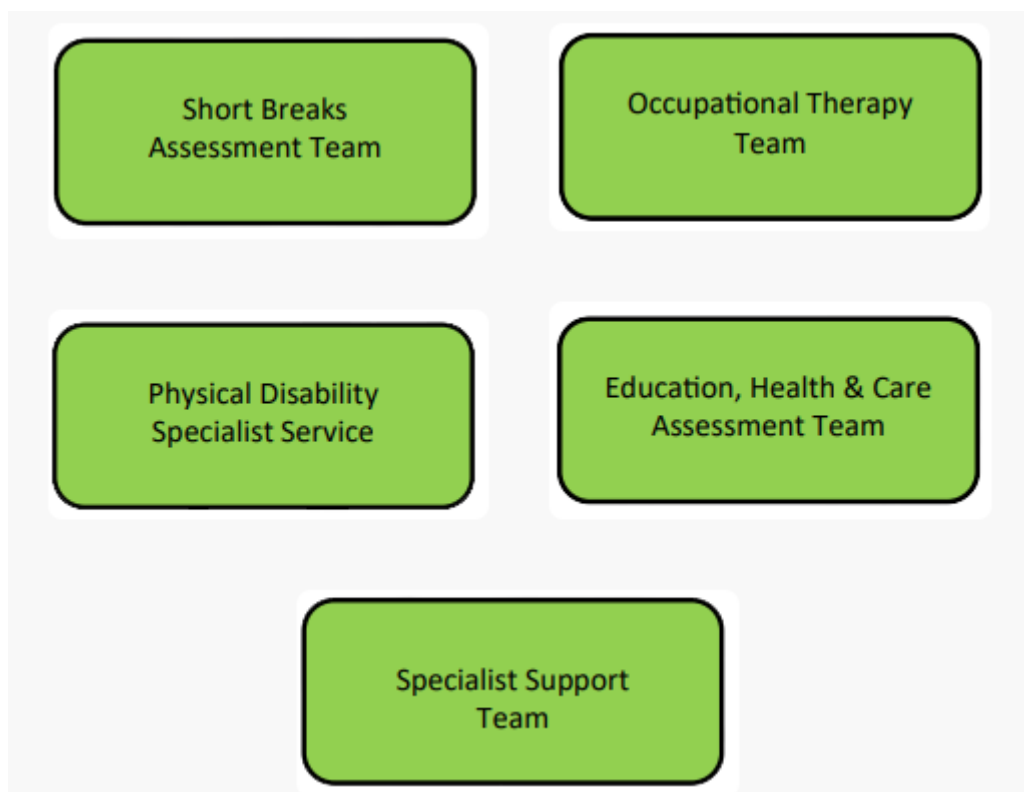 Short Breaks
Assessment Team
Occupational Therapy
Team
Physical Disability
Specialist Service
Education, Health & Care
Assessment Team
Specialist Support
Team